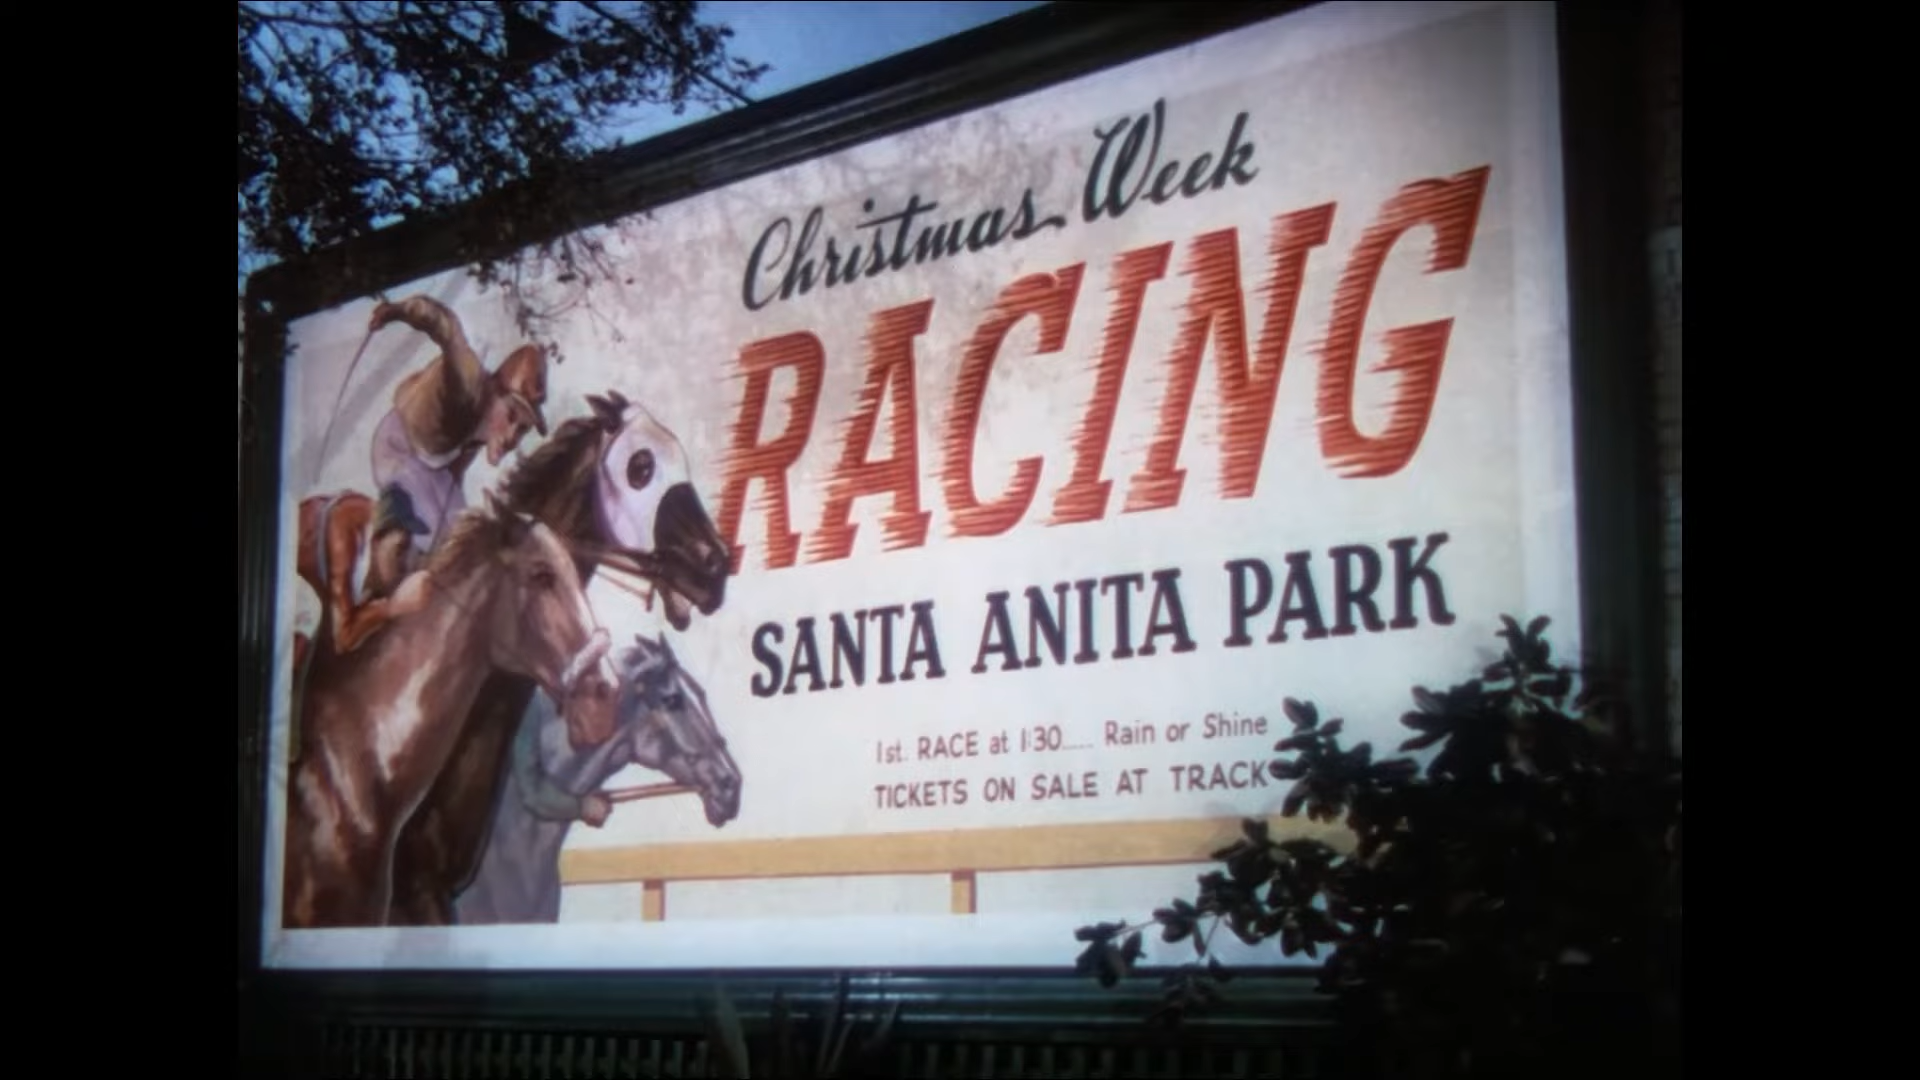 Christmas Week
RACING
SANTA ANITA PARK
1st. RACE at 1:30..... Rain or Shine
TICKETS ON SALE AT TRACK